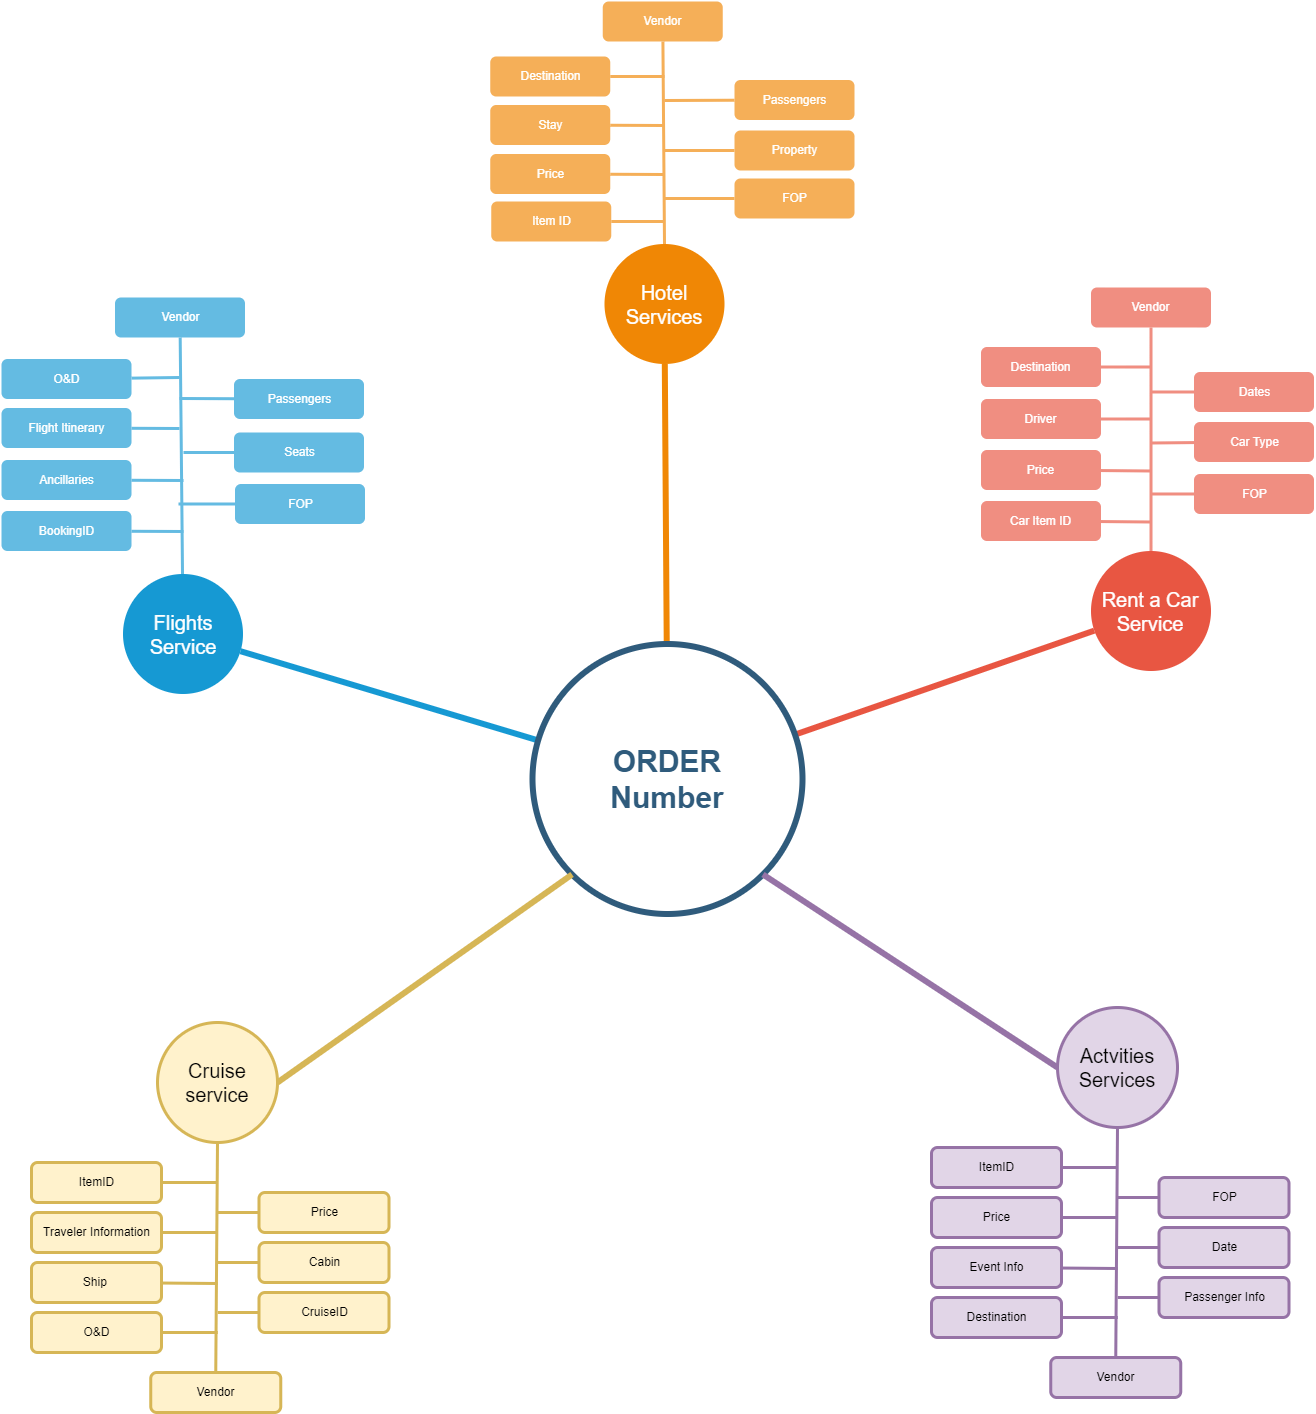 Vendor
Destination
Passengers
Stay
Property
Price
FOP
Item ID
Hotel
Services
Vendor
O&D
Passengers
Flight Itinerary
Seats
Ancillaries
FOP
BookingID
Flights
Service
Vendor
Destination
Dates
Driver
Car Type
Price
FOP
Car Item ID
Rent a Car
Service
ORDER
Number
Cruise
service
ItemID
Price
Traveler Information
Cabin
Ship
CruiseID
O&D
Vendor
Actvities
Services
ItemID
FOP
Price
Date
Event Info
Passenger Info
Destination
Vendor